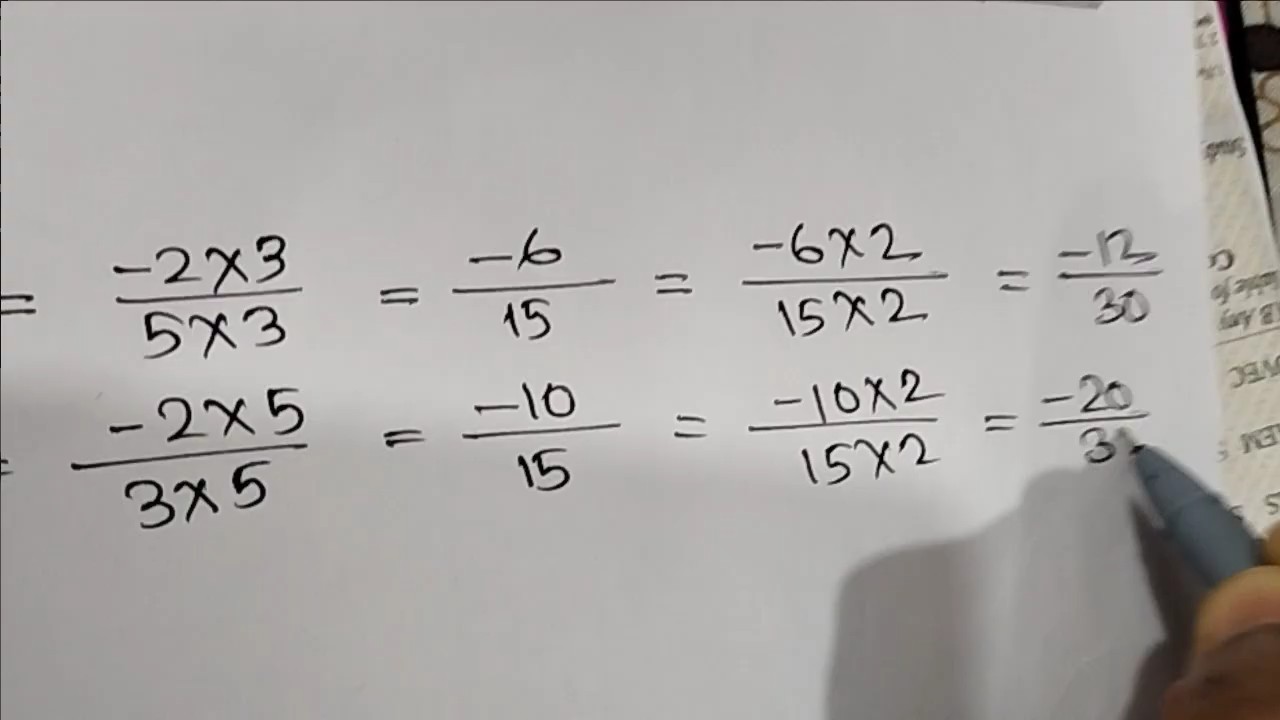 = -2×3/5×3 = -6/15 = -6×2/15×2 = -12/30
= -2×5/3×5 = -10/15 = -10×2/15×2 = -20/3